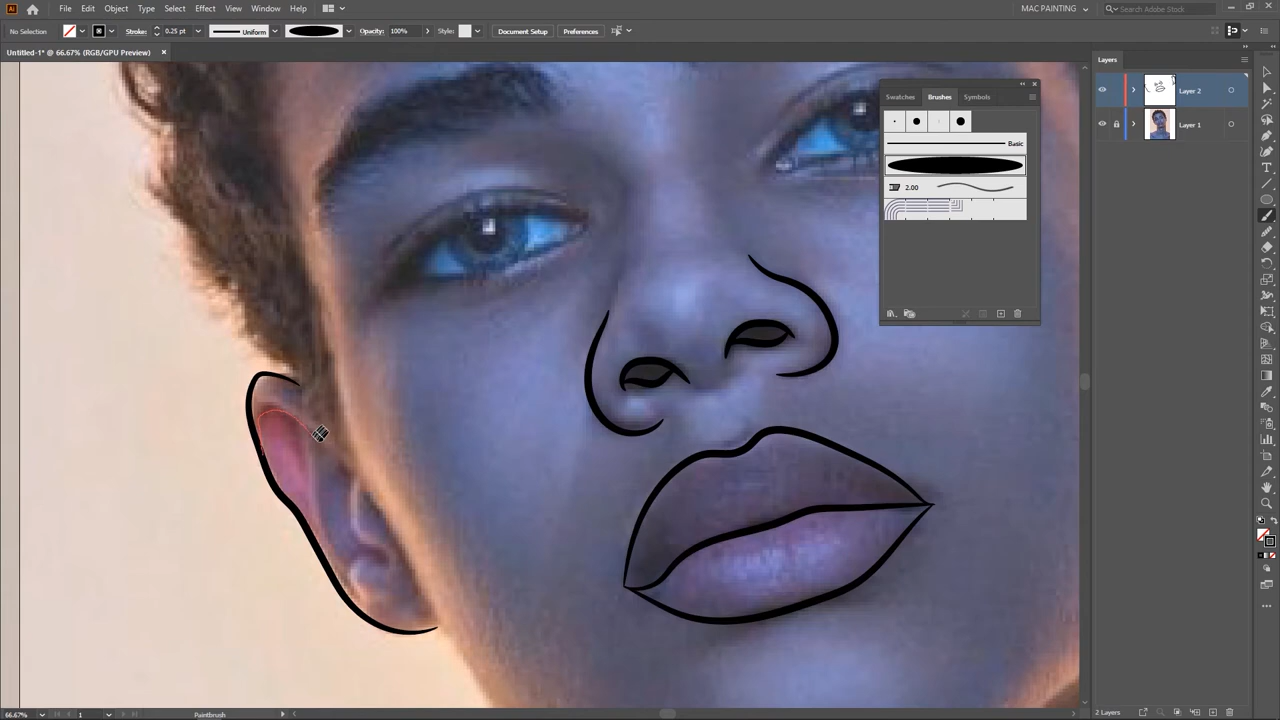 Ai File Edit Object Type Select Effect View Window Help MAC PAINTING Search Adobe Stock
No Selection Stroke: 0.25 pt Uniform Opacity: 100% Style: Document Setup Preferences
Untitled-1* @ 66.67% (RGB/GPU Preview)
Layers
Layer 2
Swatches Brushes Symbols
Layer 1
Basic
2.00
66.67% 1 Paintbrush 2 Layers